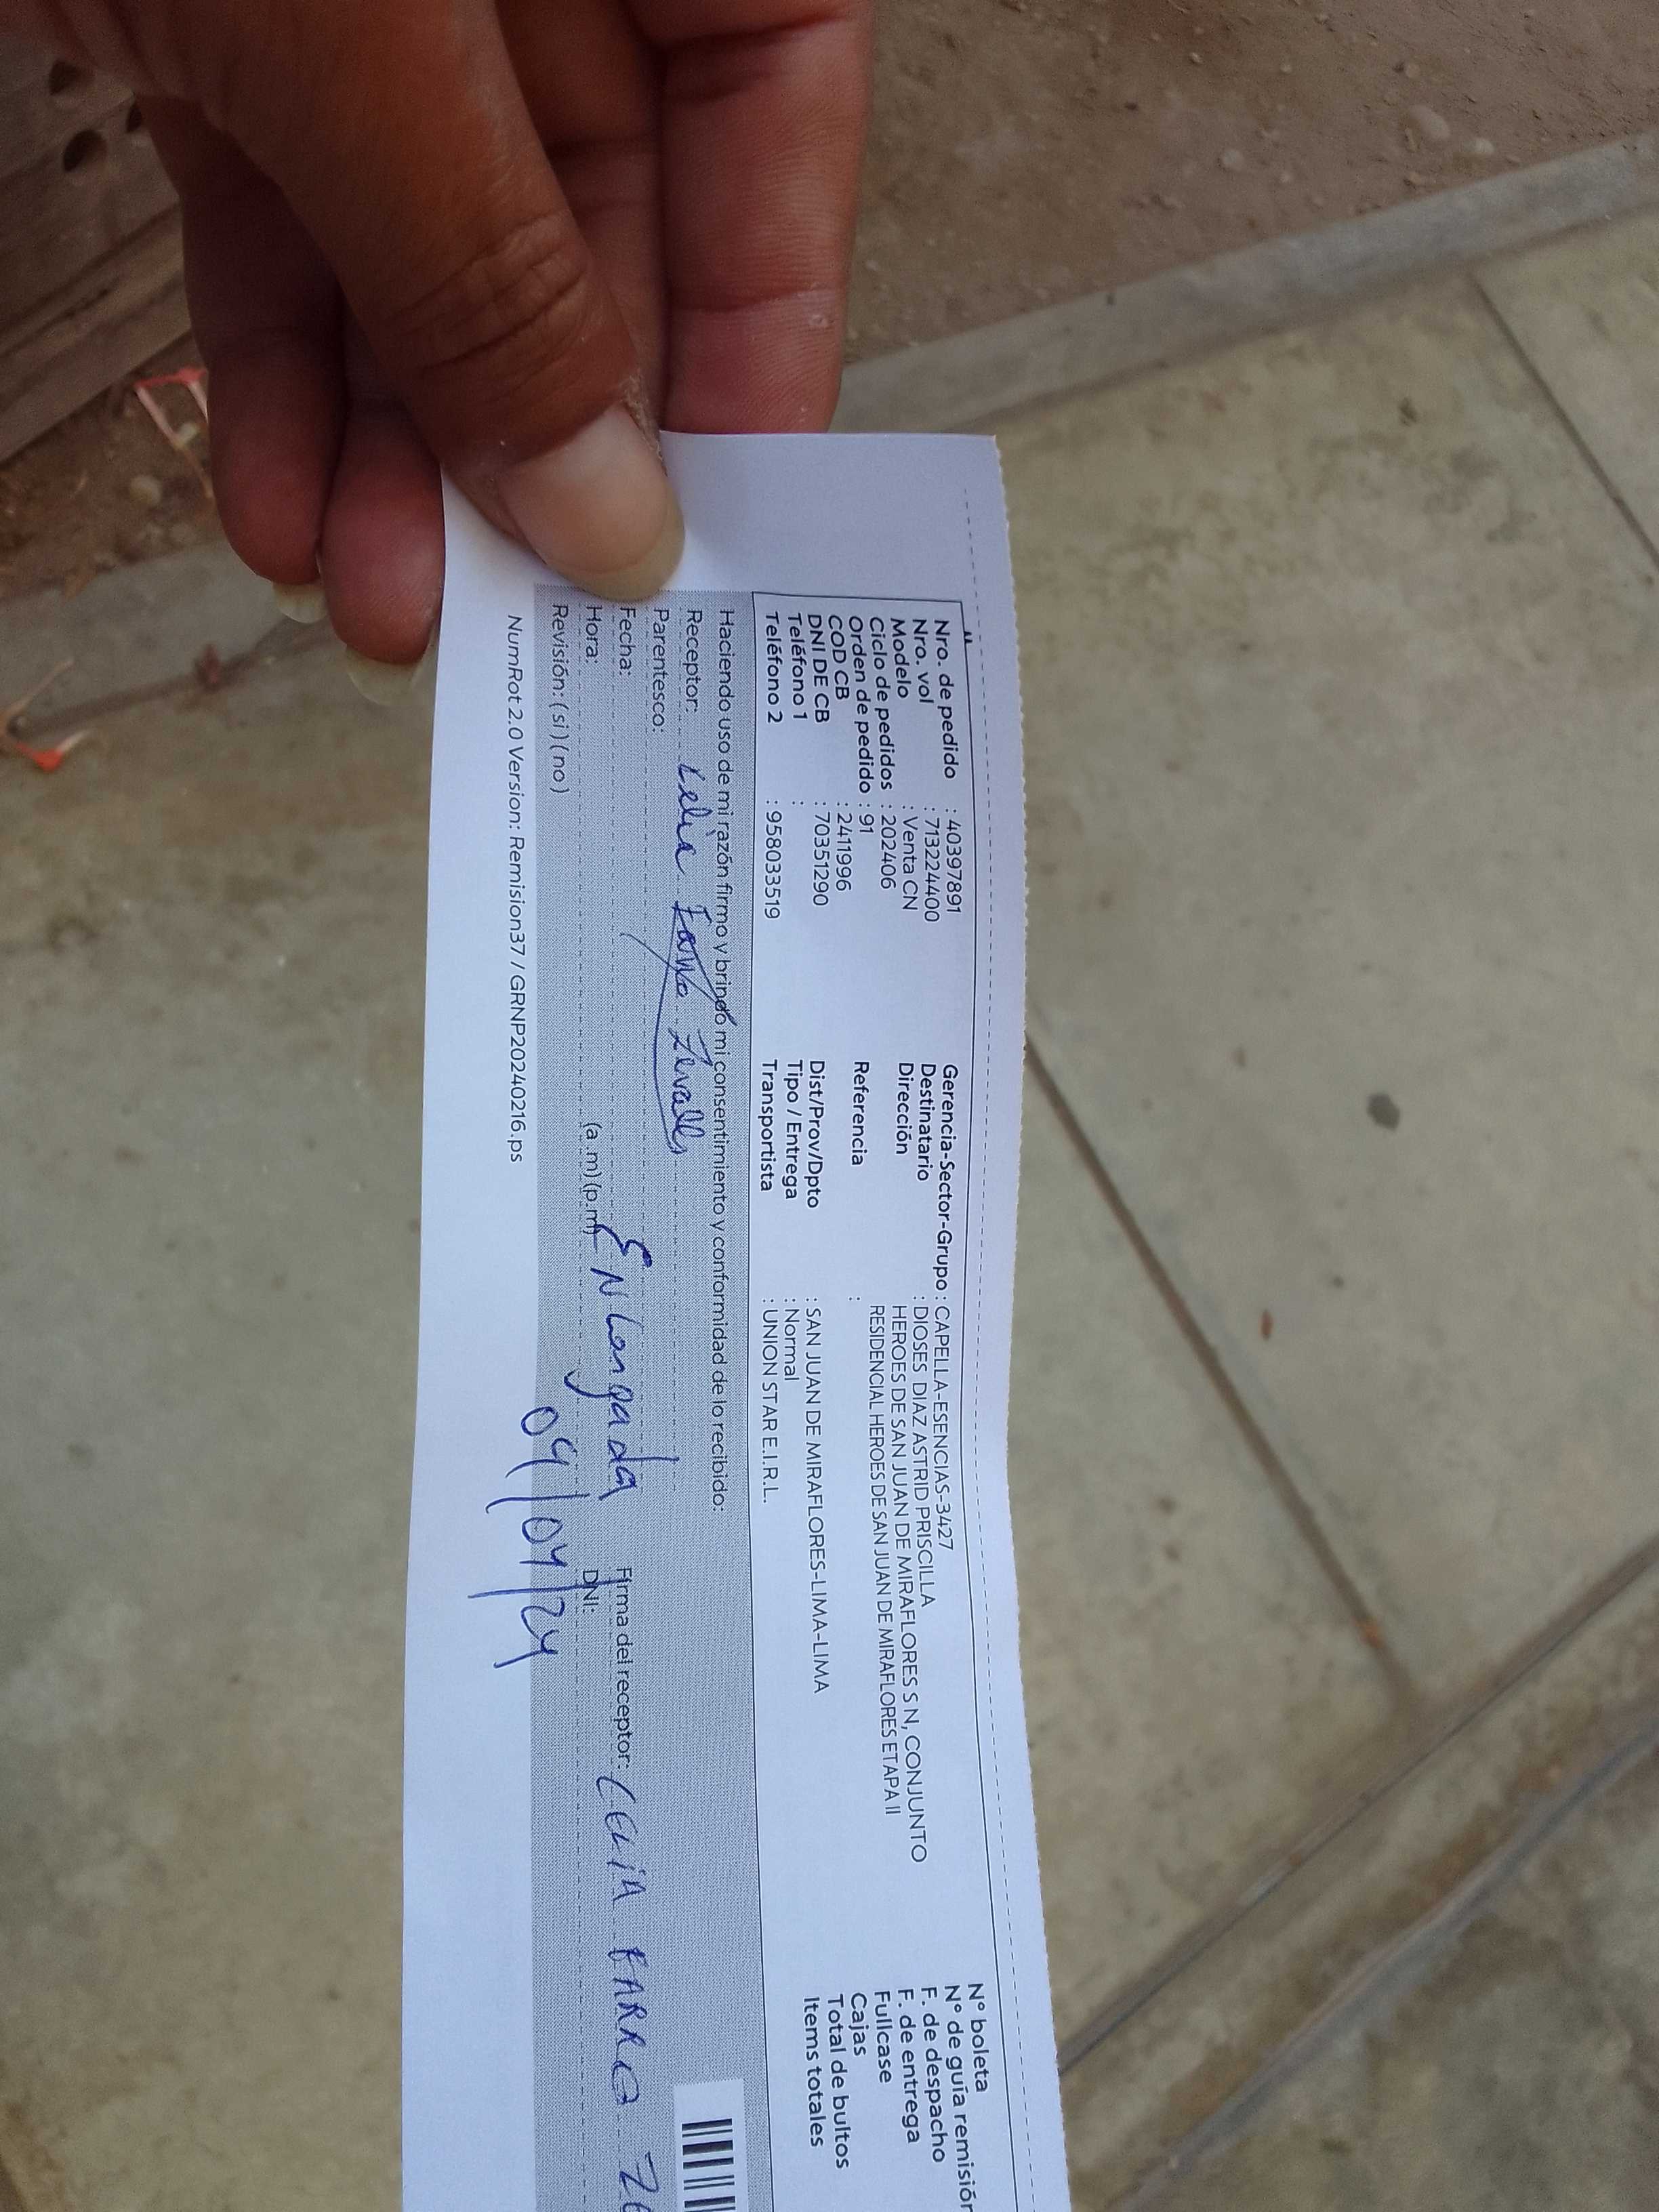 Nro. de pedido : 40397891
Nro. vol : 713224400
Modelo : Venta CN
Ciclo de pedidos : 202406
Orden de pedido : 91
COD CB : 2411996
DNI DE CB : 70351290
Teléfono 1 :
Teléfono 2 : 958033519
Gerencia-Sector-Grupo : CAPELLA-ESENCIAS-3427
Destinatario : DIOSES DIAZ ASTRID PRISCILLA
Dirección HEROES DE SAN JUAN DE MIRAFLORES S N, CONJUNTO
RESIDENCIAL HEROES DE SAN JUAN DE MIRAFLORES ETAPA II
Referencia :
Dist/Prov/Dpto : SAN JUAN DE MIRAFLORES-LIMA-LIMA
Tipo / Entrega : Normal
Transportista : UNION STAR E.I.R.L.
N° boleta
N° de guía remisión
F. de despacho
F. de entrega
Fullcase
Cajas
Total de bultos
Items totales
Haciendo uso de mi razón firmo y brindo mi consentimiento y conformidad de lo recibido:
Receptor: Celia
Parentesco:
Fecha: Encargada Firma del receptor: CELIA
Hora: (a.m) (p.m) DNI:
09/04/24
Revisión: ( si ) ( no )
NumRot 2.0 Version: Remision37 / GRNP20240216.ps